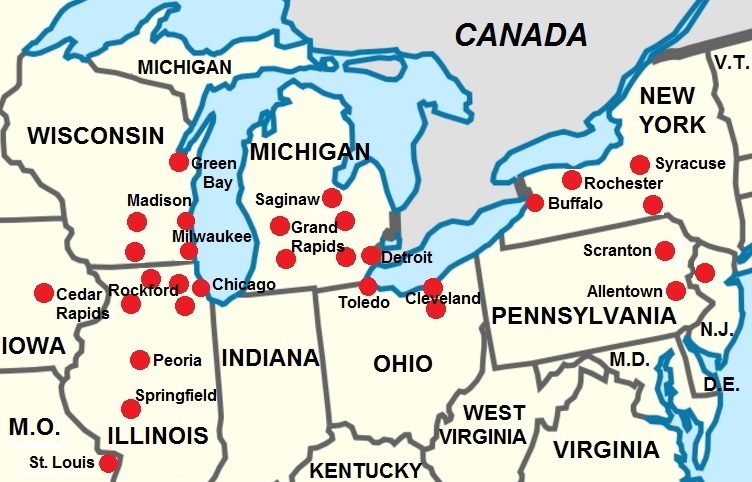 CANADA
V.T.
MICHIGAN
NEW
YORK
WISCONSIN
MICHIGAN
Green
Bay
Syracuse
Rochester
Madison
Saginaw
Buffalo
Milwaukee
Grand
Rapids
Scranton
Detroit
Cedar
Rapids
Rockford
Chicago
Toledo
Cleveland
Allentown
PENNSYLVANIA
N.J.
IOWA
Peoria
INDIANA
OHIO
M.D.
D.E.
Springfield
M.O.
ILLINOIS
WEST
VIRGINIA
VIRGINIA
St. Louis
KENTUCKY